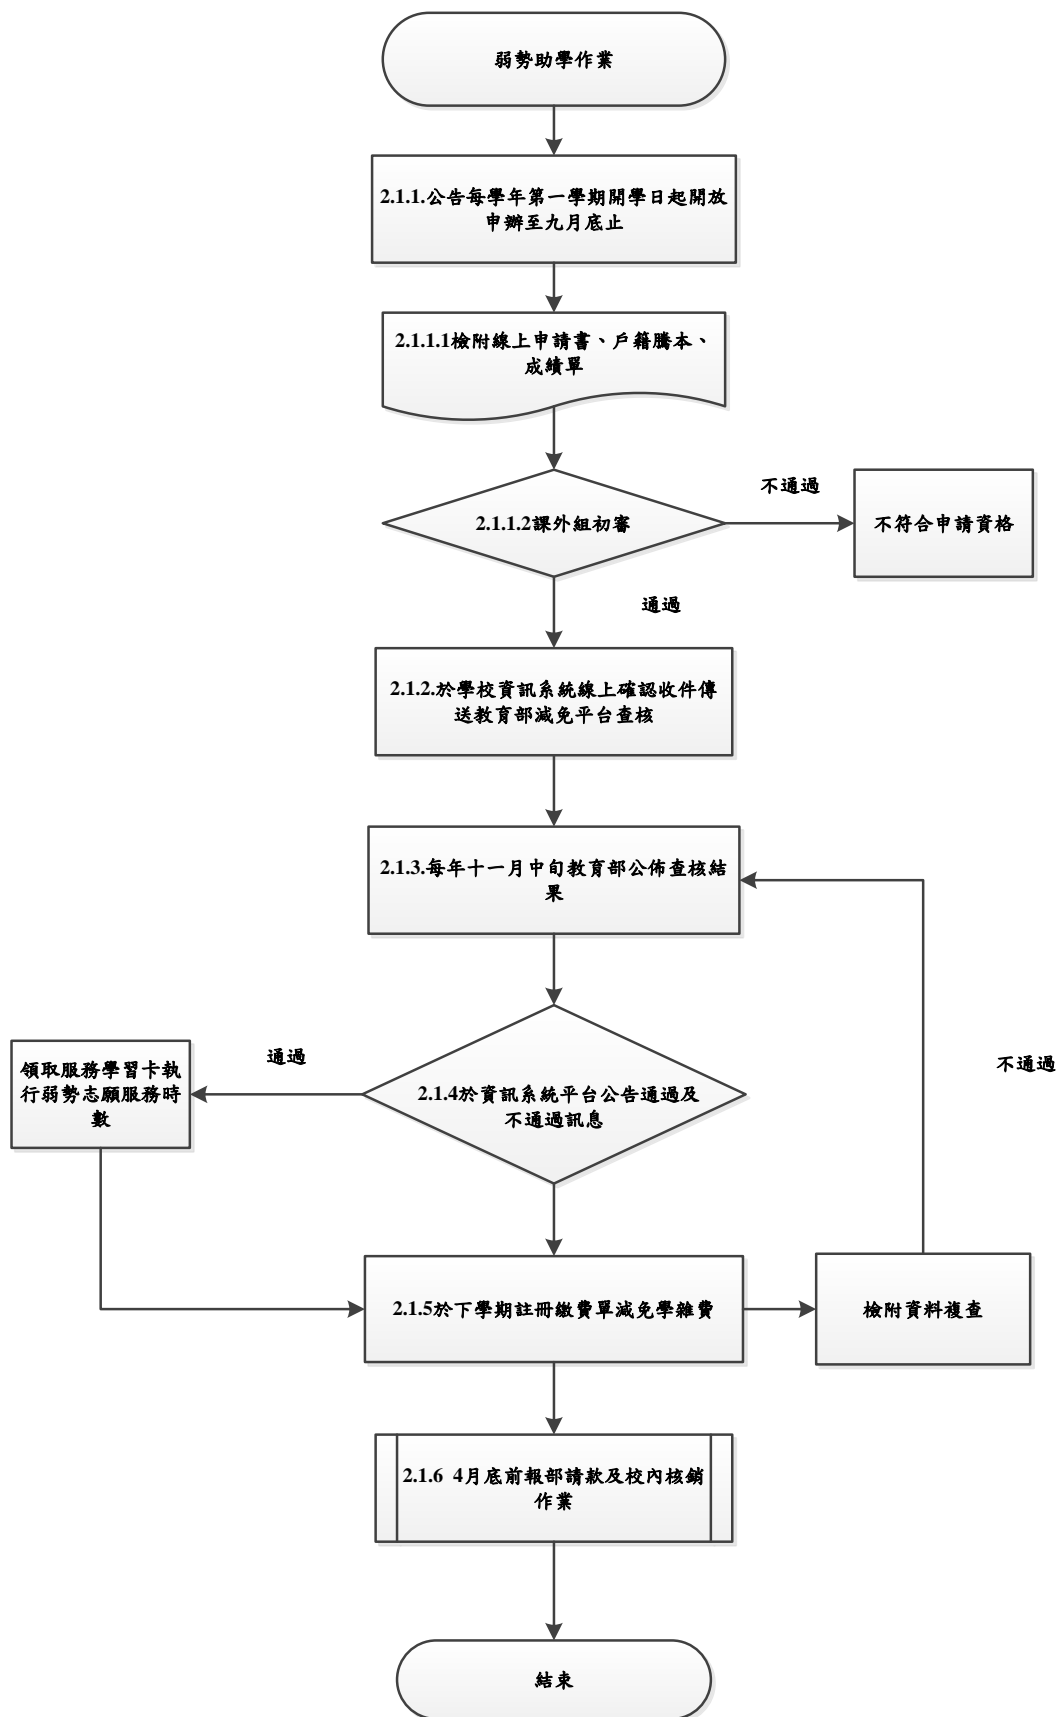 弱勢助學作業
2.1.1.公告每學年第一學期開學日起開放
申辦至九月底止
2.1.1.1檢附線上申請書、戶籍騰本、
成績單
2.1.1.2課外組初審
不通過
不符合申請資格
通過
2.1.2.於學校資訊系統線上確認收件傳
送教育部減免平台查核
2.1.3.每年十一月中旬教育部公佈查核結
果
領取服務學習卡執
行弱勢志願服務時
數
通過
2.1.4於資訊系統平台公告通過及
不通過訊息
不通過
2.1.5於下學期註冊繳費單減免學雜費
檢附資料複查
2.1.6  4月底前報部請款及校內核銷
作業
結束